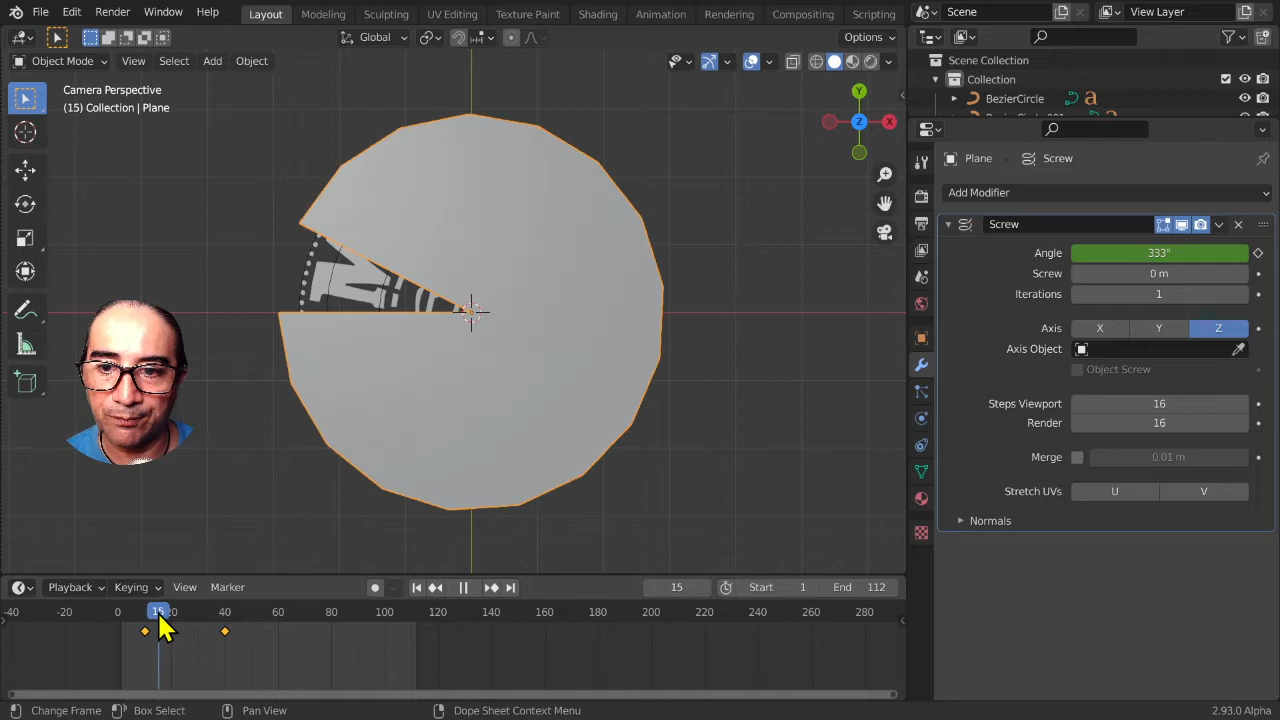 File Edit Render Window Help Layout Modeling Sculpting UV Editing Texture Paint Shading Animation Rendering Compositing Scripting Scene View Layer
Global Options
Object Mode View Select Add Object
Camera Perspective
(15) Collection | Plane
Y
Z
X
Scene Collection
Collection
BezierCircle
Plane Screw
Add Modifier
Screw
Angle 333°
Screw 0 m
Iterations 1
Axis X Y Z
Axis Object
Object Screw
Steps Viewport 16
Render 16
Merge 0.01 m
Stretch UVs U V
Normals
Playback Keying View Marker 15 Start 1 End 112
-40 -20 0 15 20 40 60 80 100 120 140 160 180 200 220 240 260 280
Change Frame Box Select Pan View Dope Sheet Context Menu 2.93.0 Alpha